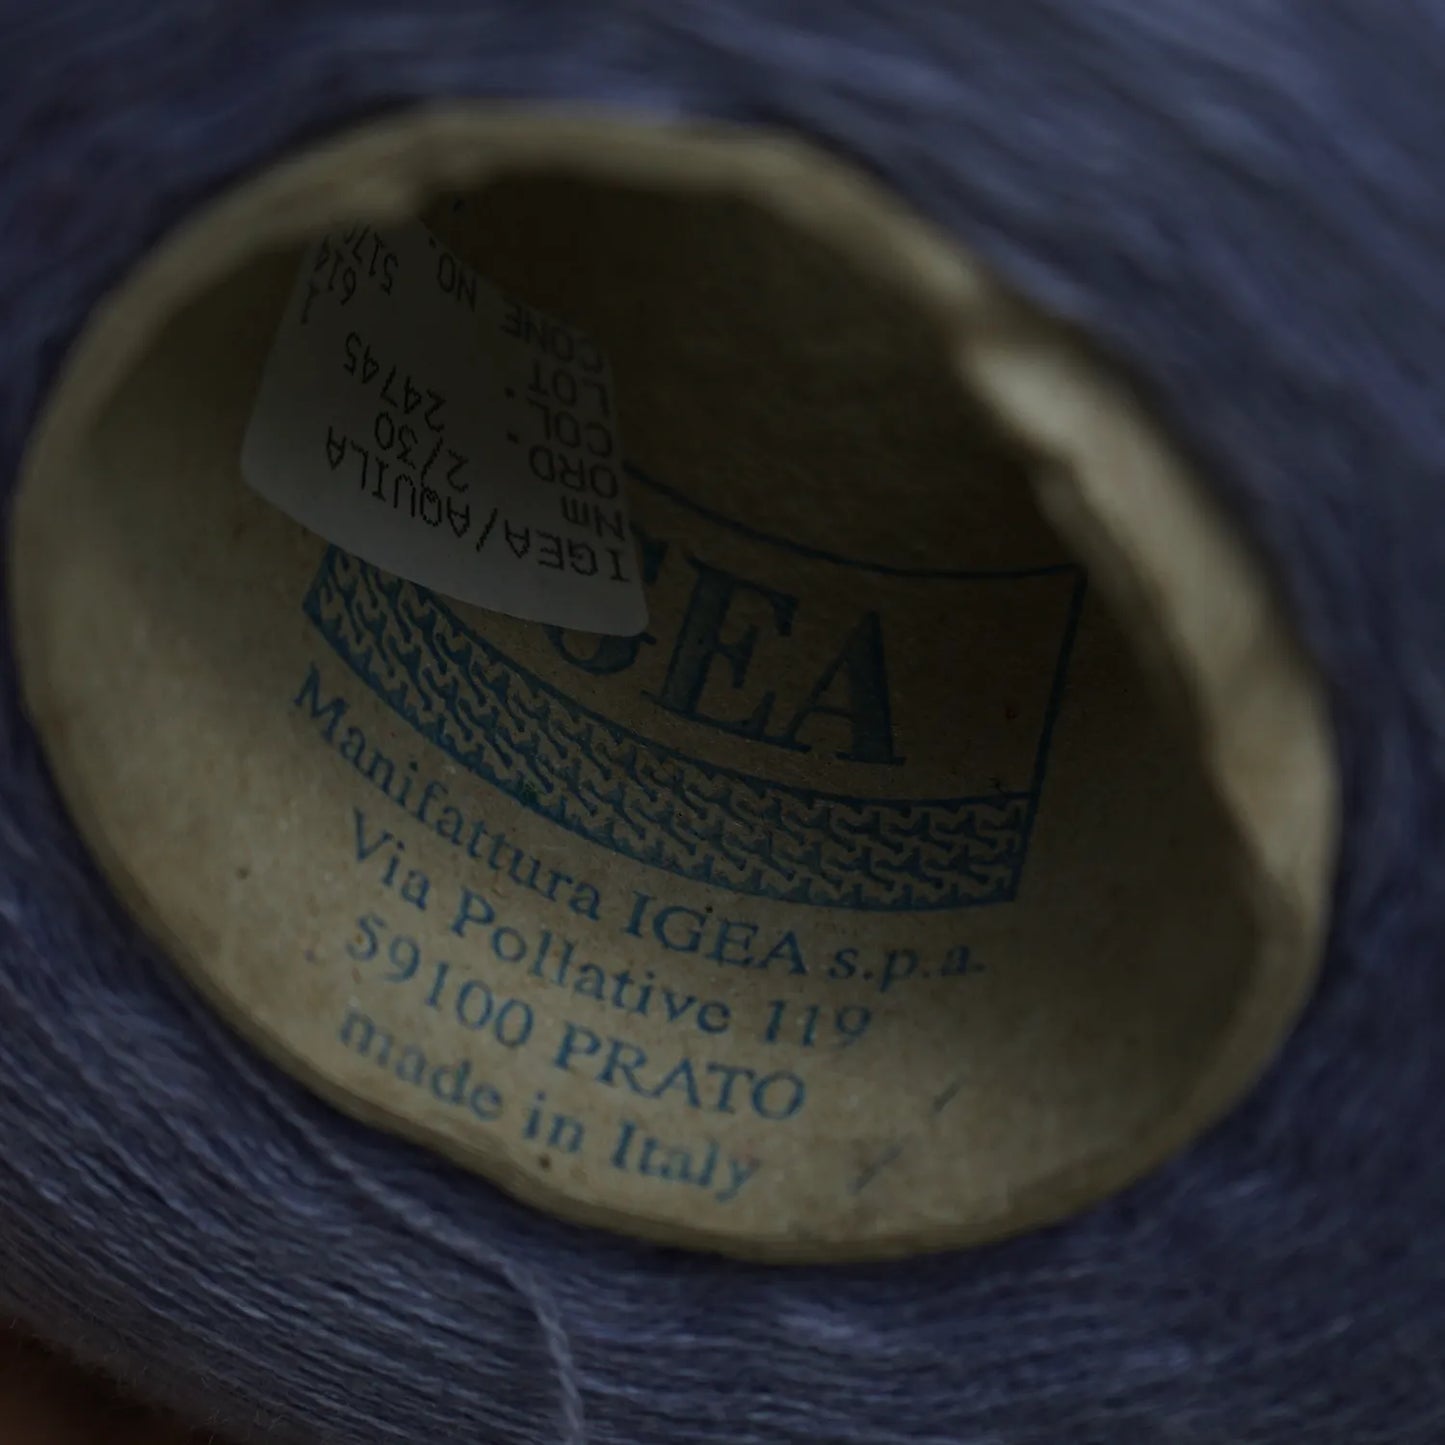 IGEA/AQUILA
Nm 2/30
ORD. 24745
COL.
LOT.
CONE NO.
GEA
Manifattura IGEA s.p.a.
Via Pollative 119
59100 PRATO
made in Italy